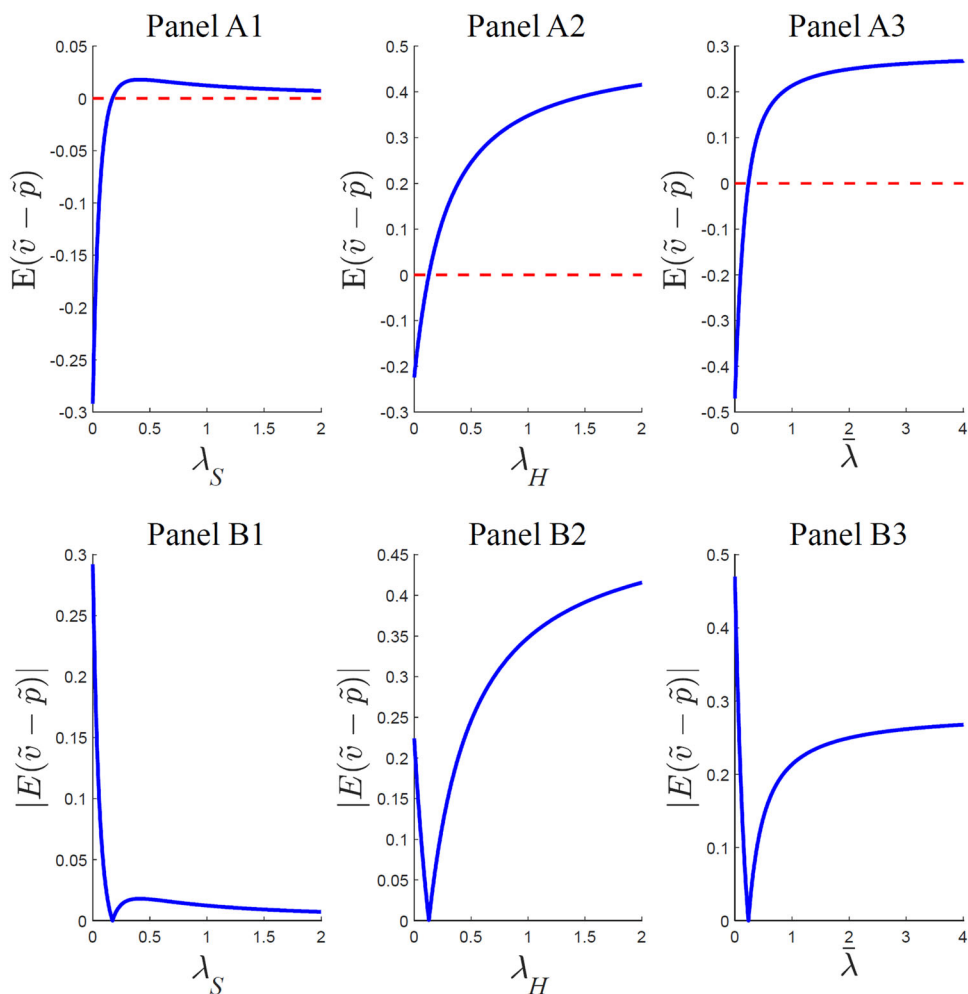 Panel A1
Panel A2
Panel A3
0.05
0
-0.05
-0.1
-0.15
-0.2
-0.25
-0.3
E(ṽ − p̃)
0 0.5 1 1.5 2
λ_S
0.5
0.4
0.3
0.2
0.1
0
-0.1
-0.2
-0.3
E(ṽ − p̃)
0 0.5 1 1.5 2
λ_H
0.3
0.2
0.1
0
-0.1
-0.2
-0.3
-0.4
-0.5
E(ṽ − p̃)
0 1 2 3 4
λ̄
Panel B1
Panel B2
Panel B3
0.3
0.25
0.2
0.15
0.1
0.05
0
|E(ṽ − p̃)|
0 0.5 1 1.5 2
λ_S
0.45
0.4
0.35
0.3
0.25
0.2
0.15
0.1
0.05
0
|E(ṽ − p̃)|
0 0.5 1 1.5 2
λ_H
0.5
0.4
0.3
0.2
0.1
0
|E(ṽ − p̃)|
0 1 2 3 4
λ̄